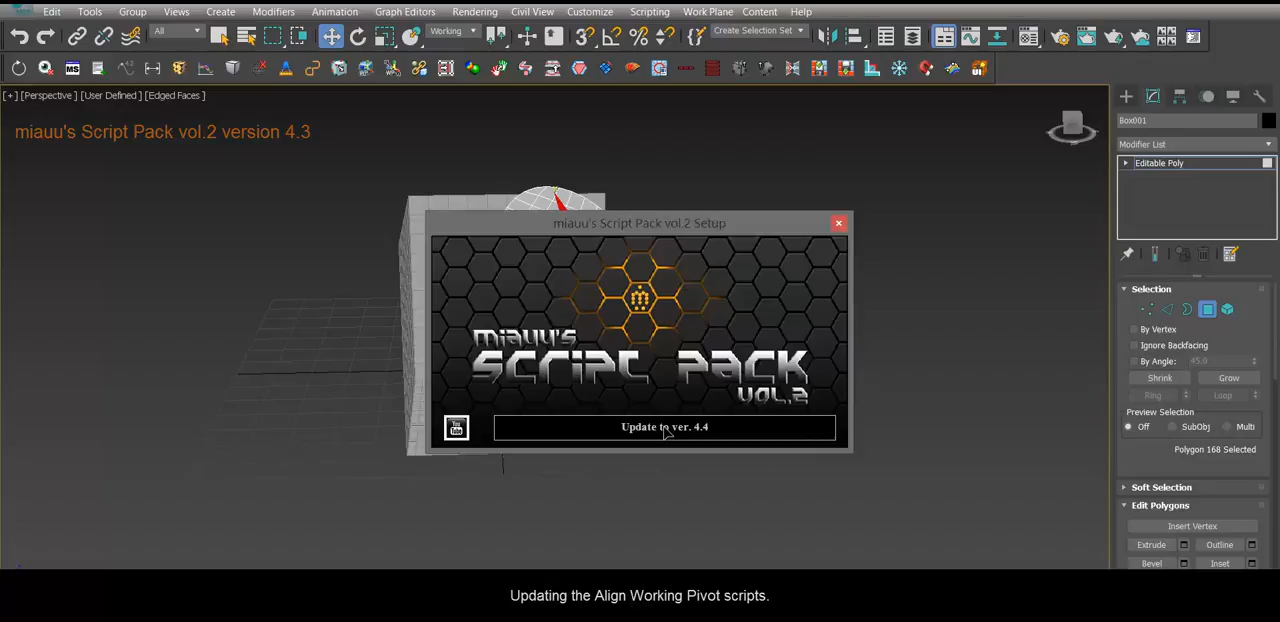 Edit Tools Group Views Create Modifiers Animation Graph Editors Rendering Civil View Customize Scripting Work Plane Content Help
All
Working
Create Selection Set
MS
[+] [Perspective ] [User Defined ] [Edged Faces ]
miauu's Script Pack vol.2 version 4.3
Box001
Modifier List
Editable Poly
miauu's Script Pack vol.2 Setup
miauu's
SCRIPT PACK
VOL.2
You
Tube
Update to ver. 4.4
Selection
By Vertex
Ignore Backfacing
By Angle: 45.0
Shrink Grow
Ring Loop
Preview Selection
Off SubObj Multi
Polygon 168 Selected
Soft Selection
Edit Polygons
Insert Vertex
Extrude Outline
Bevel Inset
Updating the Align Working Pivot scripts.